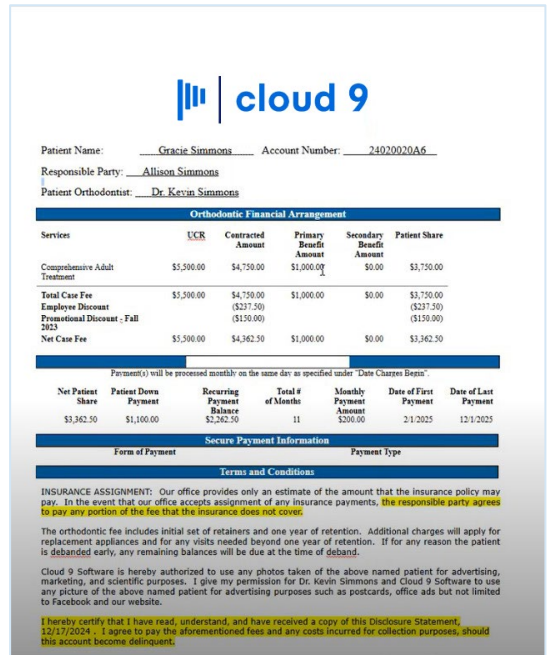 cloud 9
Patient Name: Gracie Simmons Account Number: 24020020A6
Responsible Party: Allison Simmons
Patient Orthodontist: Dr. Kevin Simmons
Orthodontic Financial Arrangement
Services UCR Contracted Amount Primary Benefit Amount Secondary Benefit Amount Patient Share
Comprehensive Adult Treatment $5,500.00 $4,750.00 $1,000.00 $0.00 $3,750.00
Total Case Fee $5,500.00 $4,750.00 $1,000.00 $0.00 $3,750.00
Employee Discount ($237.50) ($237.50)
Promotional Discount - Fall 2023 ($150.00) ($150.00)
Net Case Fee $5,500.00 $4,362.50 $1,000.00 $0.00 $3,362.50
Payment(s) will be processed monthly on the same day as specified under "Date Charges Begin".
Net Patient Share Patient Down Payment Recurring Payment Balance Total # of Months Monthly Payment Amount Date of First Payment Date of Last Payment
$3,362.50 $1,100.00 $2,262.50 11 $200.00 2/1/2025 12/1/2025
Secure Payment Information
Form of Payment Payment Type
Terms and Conditions
INSURANCE ASSIGNMENT: Our office provides only an estimate of the amount that the insurance policy may
pay. In the event that our office accepts assignment of any insurance payments, the responsible party agrees
to pay any portion of the fee that the insurance does not cover.
The orthodontic fee includes initial set of retainers and one year of retention. Additional charges will apply for
replacement appliances and for any visits needed beyond one year of retention. If for any reason the patient
is debanded early, any remaining balances will be due at the time of deband.
Cloud 9 Software is hereby authorized to use any photos taken of the above named patient for advertising,
marketing, and scientific purposes. I give my permission for Dr. Kevin Simmons and Cloud 9 Software to use
any picture of the above named patient for advertising purposes such as postcards, office ads but not limited
to Facebook and our website.
I hereby certify that I have read, understand, and have received a copy of this Disclosure Statement,
12/17/2024 . I agree to pay the aforementioned fees and any costs incurred for collection purposes, should
this account become delinquent.